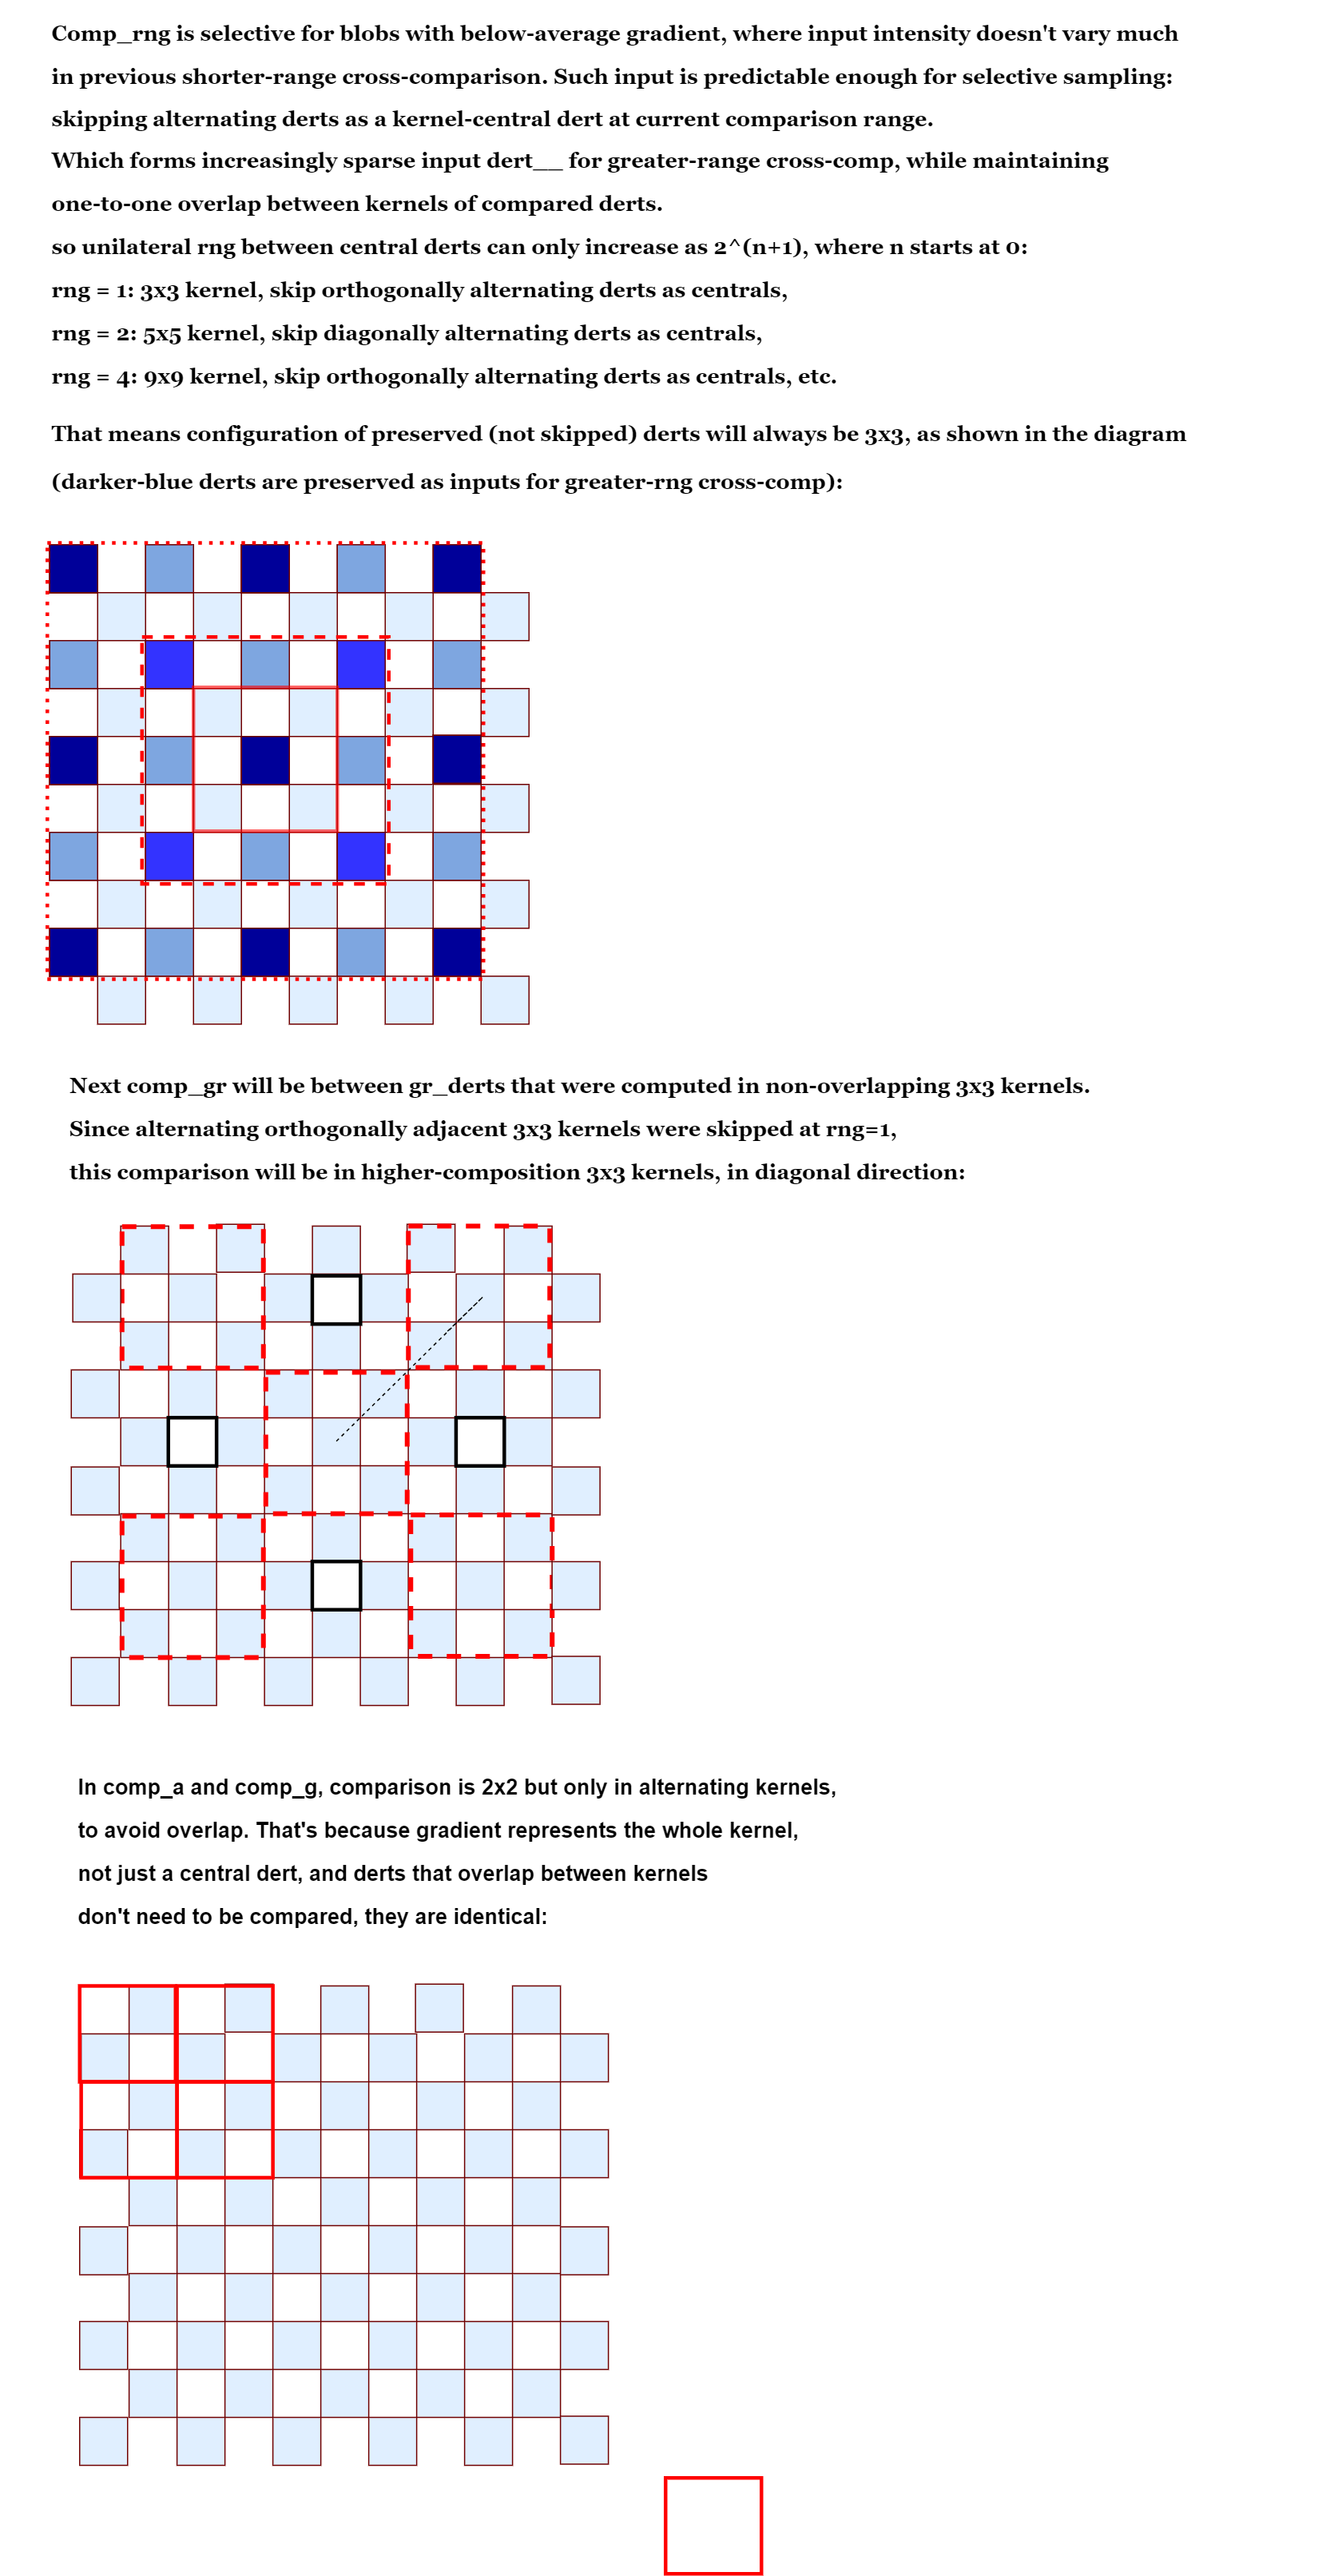 Comp_rng is selective for blobs with below-average gradient, where input intensity doesn't vary much
in previous shorter-range cross-comparison. Such input is predictable enough for selective sampling:
skipping alternating derts as a kernel-central dert at current comparison range.
Which forms increasingly sparse input dert__ for greater-range cross-comp, while maintaining
one-to-one overlap between kernels of compared derts.
so unilateral rng between central derts can only increase as 2^(n+1), where n starts at 0:
rng = 1: 3x3 kernel, skip orthogonally alternating derts as centrals,
rng = 2: 5x5 kernel, skip diagonally alternating derts as centrals,
rng = 4: 9x9 kernel, skip orthogonally alternating derts as centrals, etc.
That means configuration of preserved (not skipped) derts will always be 3x3, as shown in the diagram
(darker-blue derts are preserved as inputs for greater-rng cross-comp):
Next comp_gr will be between gr_derts that were computed in non-overlapping 3x3 kernels.
Since alternating orthogonally adjacent 3x3 kernels were skipped at rng=1,
this comparison will be in higher-composition 3x3 kernels, in diagonal direction:
In comp_a and comp_g, comparison is 2x2 but only in alternating kernels,
to avoid overlap. That's because gradient represents the whole kernel,
not just a central dert, and derts that overlap between kernels
don't need to be compared, they are identical: